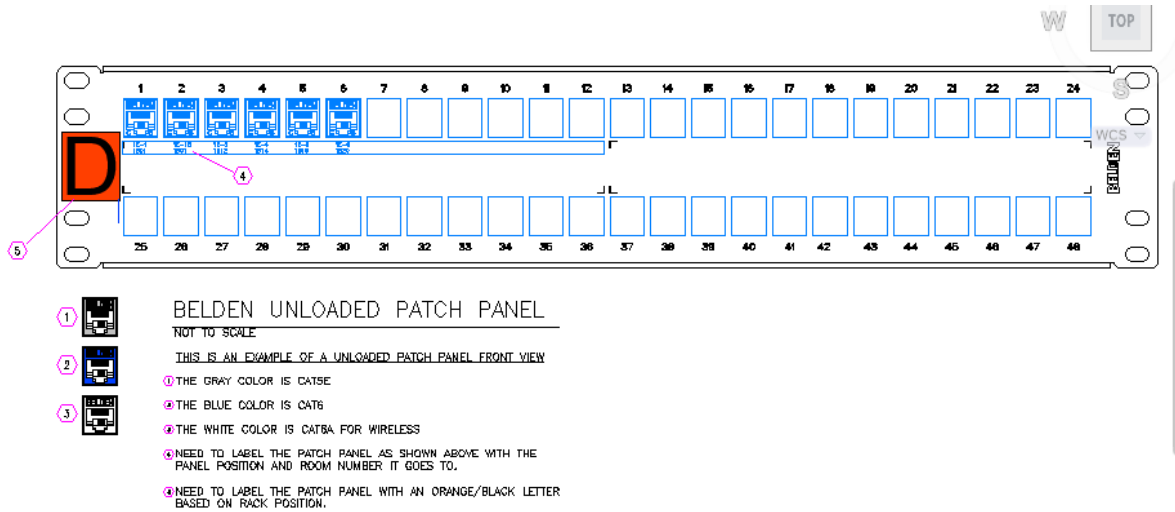 W TOP
S
WCS
1 2 3 4 5 6 7 8 9 10 11 12 13 14 15 16 17 18 19 20 21 22 23 24
D
4
BELDEN
5
25 26 27 28 29 30 31 32 33 34 35 36 37 38 39 40 41 42 43 44 45 46 47 48
1
BELDEN UNLOADED PATCH PANEL
NOT TO SCALE
2
THIS IS AN EXAMPLE OF A UNLOADED PATCH PANEL FRONT VIEW
1 THE GRAY COLOR IS CAT5E
3
2 THE BLUE COLOR IS CAT6
3 THE WHITE COLOR IS CAT6A FOR WIRELESS
4 NEED TO LABEL THE PATCH PANEL AS SHOWN ABOVE WITH THE
PANEL POSITION AND ROOM NUMBER IT GOES TO.
5 NEED TO LABEL THE PATCH PANEL WITH AN ORANGE/BLACK LETTER
BASED ON RACK POSITION.